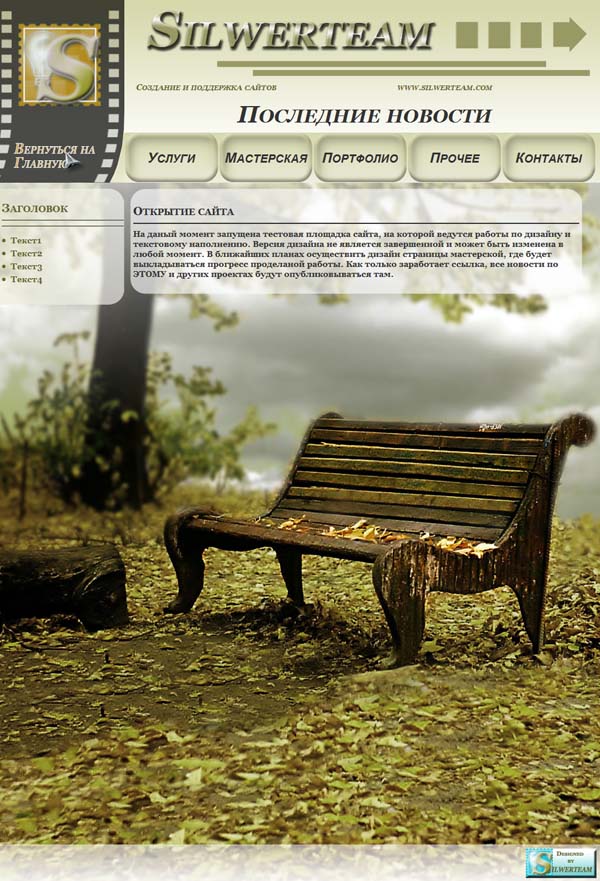 SILWERTEAM
S
Создание и поддержка сайтов
www.silwerteam.com
Последние новости
Вернуться на
Главную
Услуги
Мастерская
Портфолио
Прочее
Контакты
Заголовок
Текст1
Текст2
Текст3
Текст4
Открытие сайта
На даный момент запущена тестовая площадка сайта, на которой ведутся работы по дизайну и
текстовому наполнению. Версия дизайна не является завершенной и может быть изменена в
любой момент. В ближайших планах осуществить дизайн страницы мастерской, где будет
выкладываться прогресс проделаной работы. Как только заработает ссылка, все новости по
ЭТОМУ и других проектах будут опубликовываться там.
Designed
by
Silwerteam